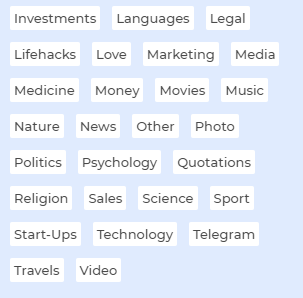 Investments Languages Legal
Lifehacks Love Marketing Media
Medicine Money Movies Music
Nature News Other Photo
Politics Psychology Quotations
Religion Sales Science Sport
Start-Ups Technology Telegram
Travels Video